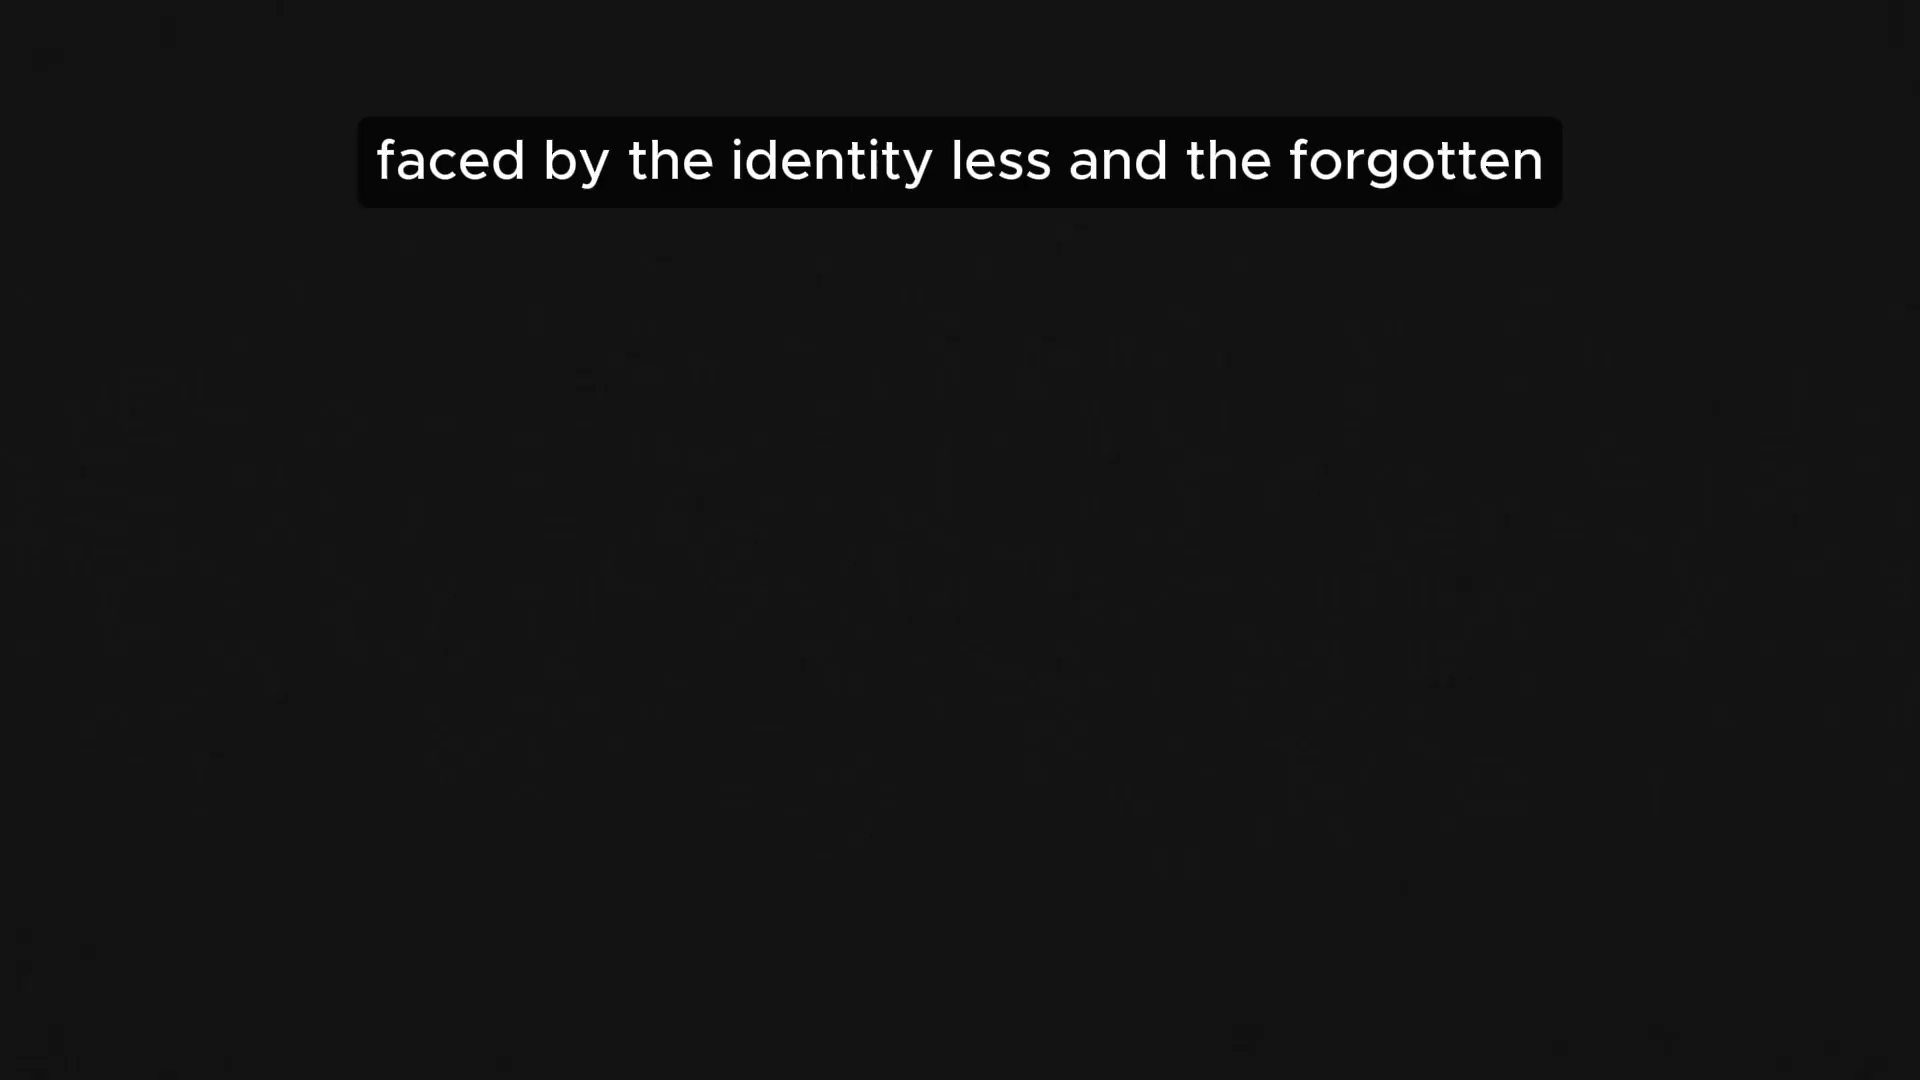 faced by the identity less and the forgotten